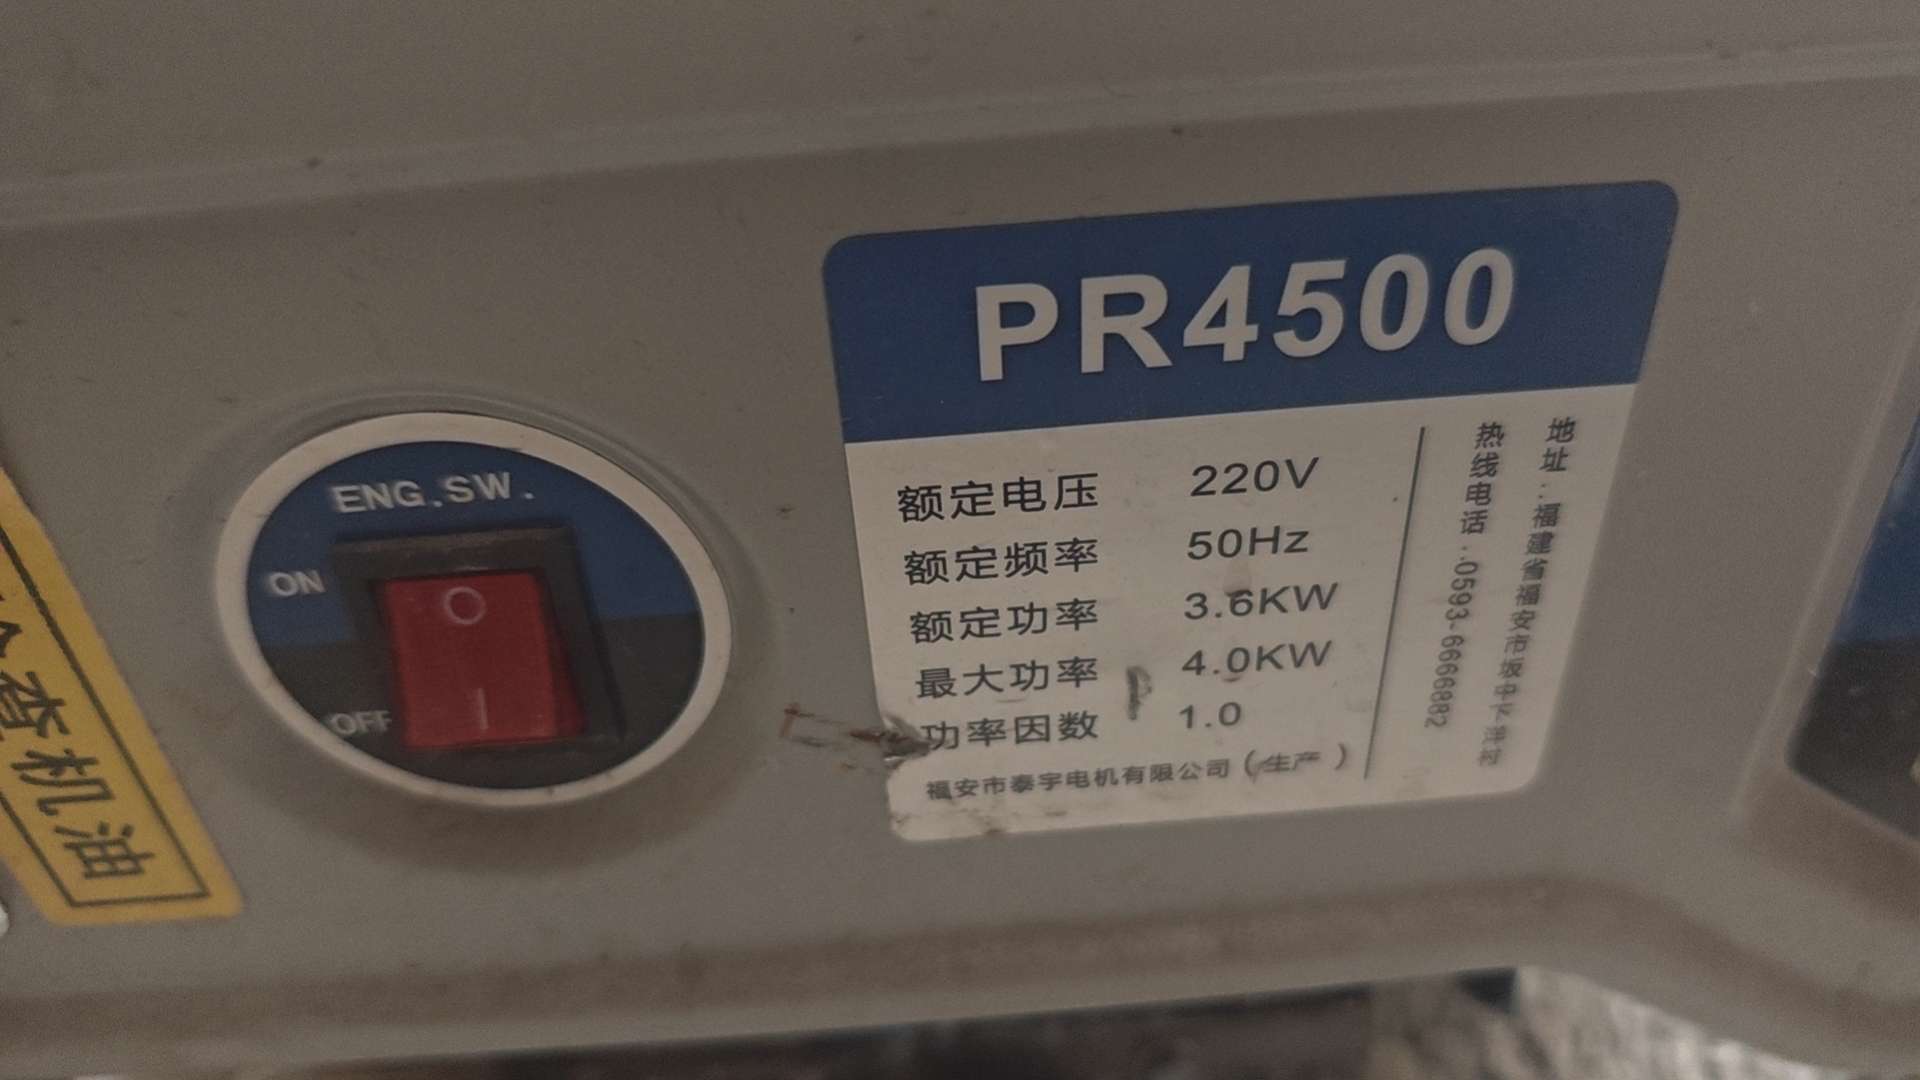 ENG.SW.
ON
OFF
查机油
PR4500
额定电压 220V
额定频率 50Hz
额定功率 3.6KW
最大功率 4.0KW
功率因数 1.0
福安市泰宇电机有限公司(生产)
地址:福建省福安市坂中
热线电话:0593-6666882